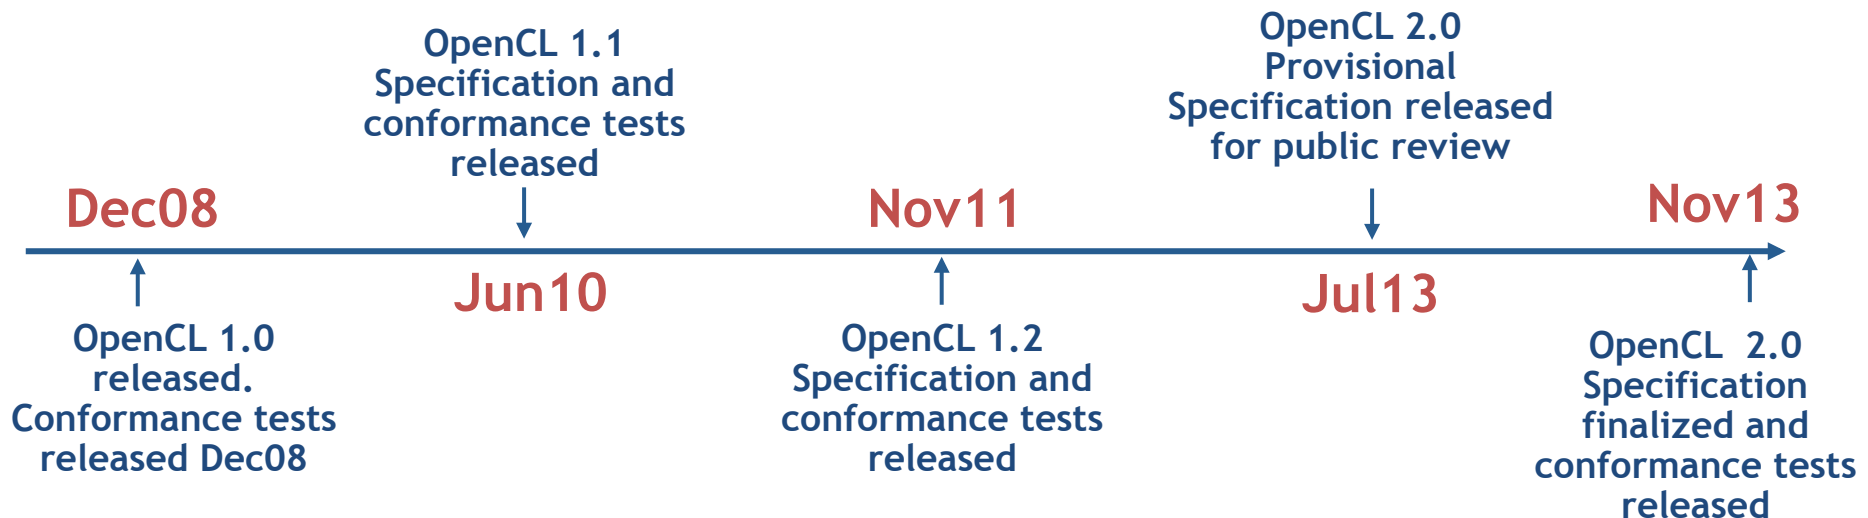 Dec08
OpenCL 1.0
released.
Conformance tests
released Dec08
OpenCL 1.1
Specification and
conformance tests
released
Jun10
Nov11
OpenCL 1.2
Specification and
conformance tests
released
OpenCL 2.0
Provisional
Specification released
for public review
Jul13
Nov13
OpenCL  2.0
Specification
finalized and
conformance tests
released